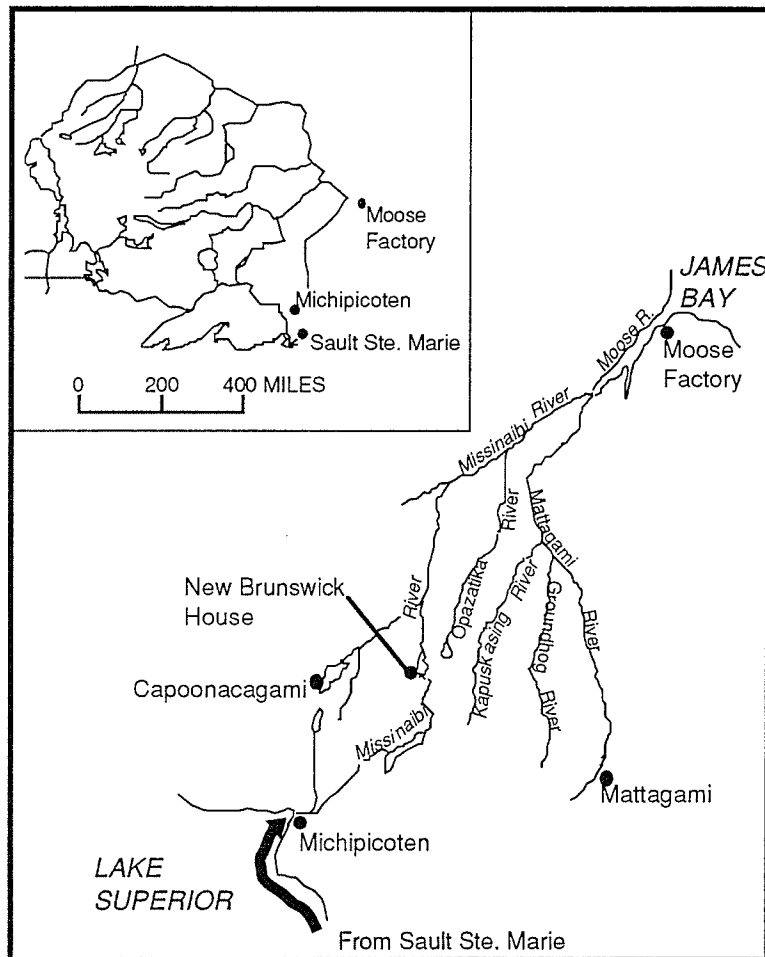 Moose
Factory
Michipicoten
Sault Ste. Marie
0 200 400 MILES
JAMES
BAY
Moose R.
Moose
Factory
Missinaibi River
Mattagami
River
River
Opazatika
Kapuskasing River
Groundhog
River
New Brunswick
House
River
Capoonacagami
Missinaibi
Mattagami
Michipicoten
LAKE
SUPERIOR
From Sault Ste. Marie